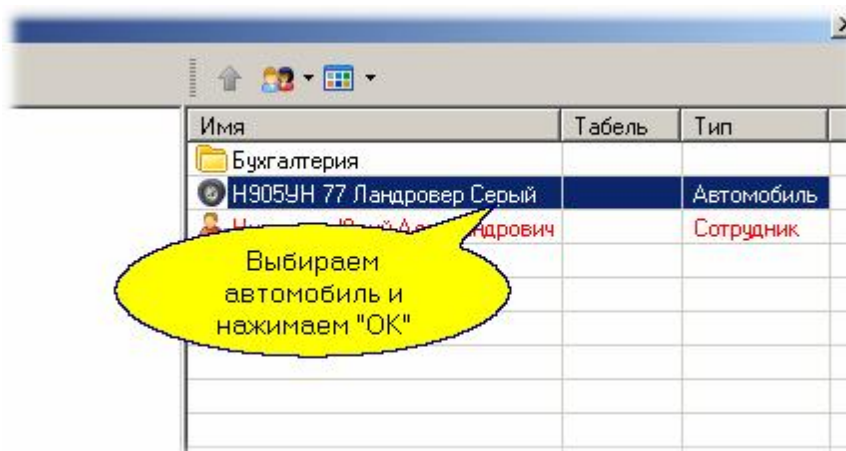 Имя Табель Тип
Бухгалтерия
Н905УН 77 Ландровер Серый Автомобиль
Сотрудник
Выбираем
автомобиль и
нажимаем "ОК"